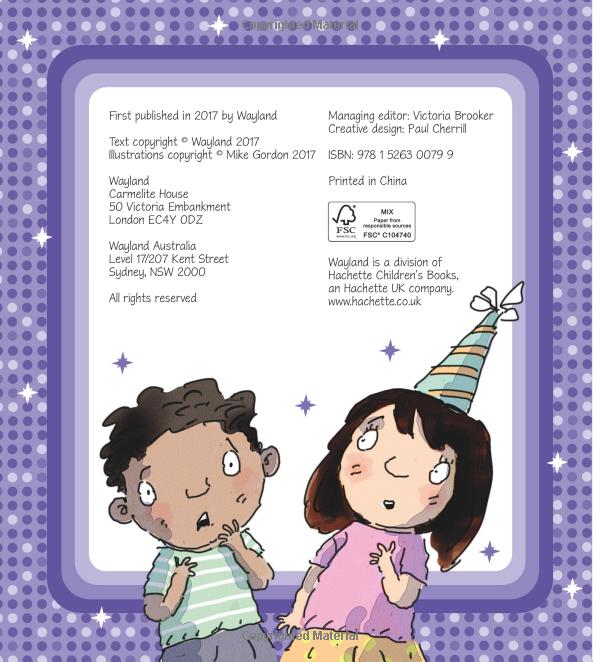 Copyrighted Material
First published in 2017 by Wayland
Text copyright © Wayland 2017
Illustrations copyright © Mike Gordon 2017
Wayland
Carmelite House
50 Victoria Embankment
London EC4Y 0DZ
Wayland Australia
Level 17/207 Kent Street
Sydney, NSW 2000
All rights reserved
Managing editor: Victoria Brooker
Creative design: Paul Cherrill
ISBN: 978 1 5263 0079 9
Printed in China
FSC
www.fsc.org
MIX
Paper from
responsible sources
FSC® C104740
Wayland is a division of
Hachette Children's Books,
an Hachette UK company.
www.hachette.co.uk
Copyrighted Material